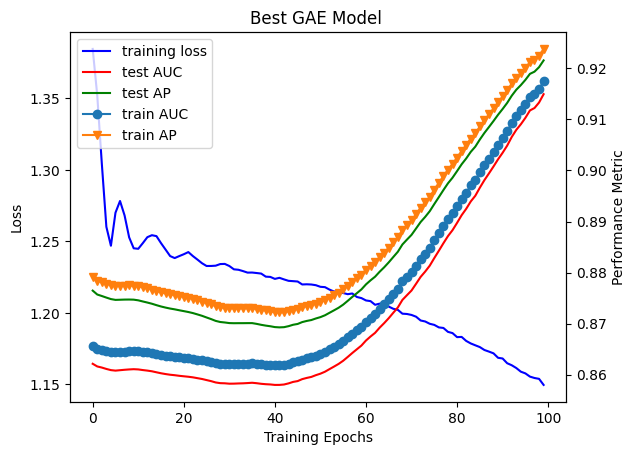 Best GAE Model
training loss
test AUC
test AP
train AUC
train AP
Loss
1.35
1.30
1.25
1.20
1.15
0.92
0.91
0.90
0.89
0.88
0.87
0.86
Performance Metric
0 20 40 60 80 100
Training Epochs